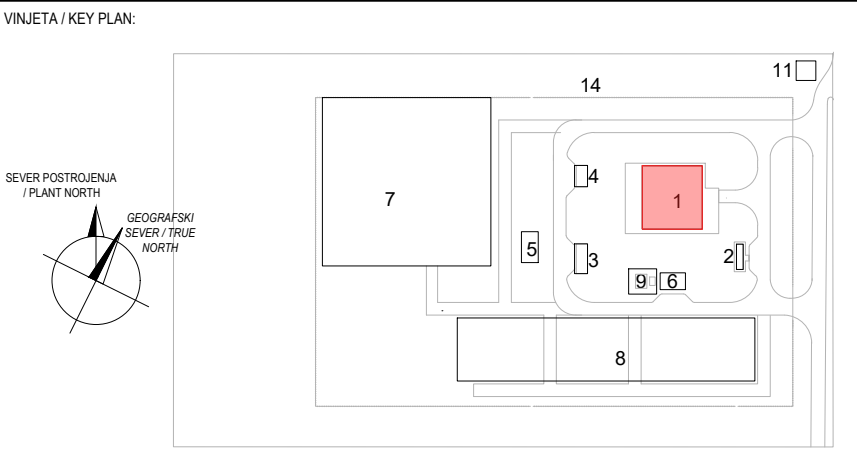 VINJETA / KEY PLAN:
11
14
SEVER POSTROJENJA
/ PLANT NORTH
GEOGRAFSKI
SEVER / TRUE
NORTH
7
4
1
5
3
2
9
6
8